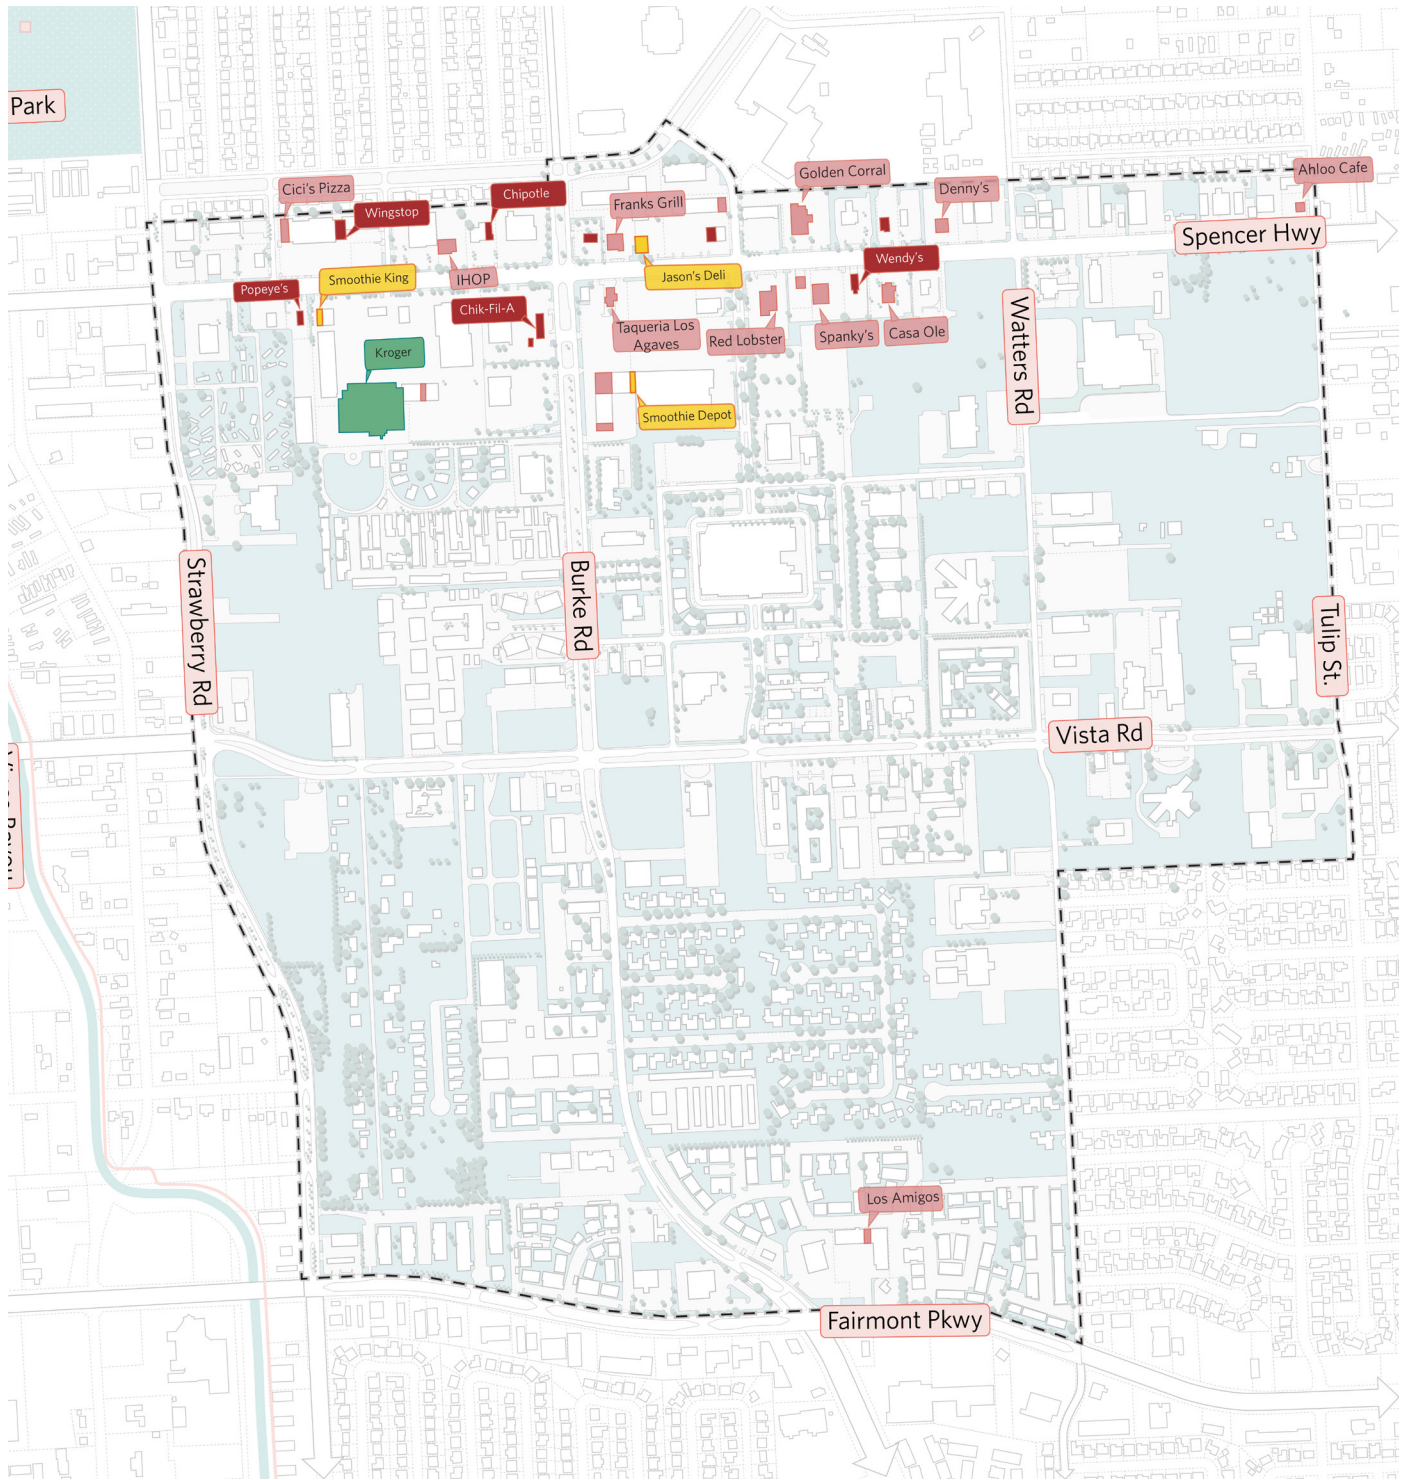 Park
Cici's Pizza
Wingstop
Chipotle
Franks Grill
Golden Corral
Denny's
Ahloo Cafe
Spencer Hwy
Popeye's
Smoothie King
IHOP
Jason's Deli
Wendy's
Chik-Fil-A
Taqueria Los
Agaves
Red Lobster
Spanky's
Casa Ole
Kroger
Smoothie Depot
Watters Rd
Strawberry Rd
Burke Rd
Tulip St.
Vista Rd
Los Amigos
Fairmont Pkwy